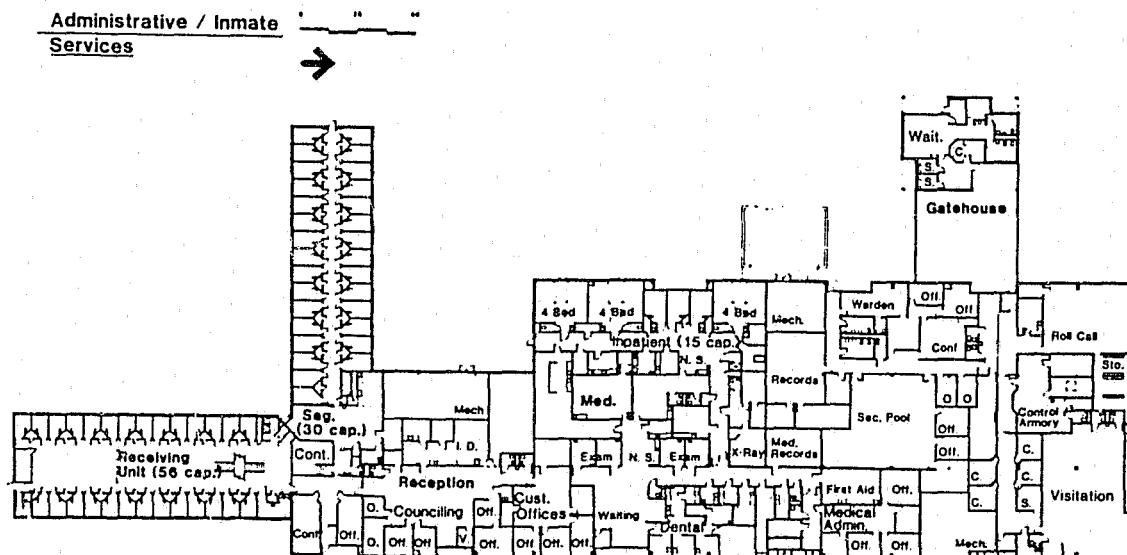 Administrative / Inmate
Services
Wait.
C.
S.
S.
Gatehouse
4 Bed
4 Bed
4 Bed
Mech.
Warden
Off.
Off
Inpatient (15 cap.)
Conf
Roll Call
N. S.
Records
Sto.
Med.
O
O
Seg.
(30 cap.)
Mech
Sec. Pool
Control /
Armory
Off.
I. D.
Cont.
Receiving
Unit (56 cap.)
Exam
N. S.
Exam
X-Ray
Med.
Records
Off.
C.
Reception
C.
C.
First Aid
Off.
Visitation
O.
Counciling
Off.
Cust.
Offices
Waiting
Dental
Medical
Admin.
C.
S.
Conf
Off.
O.
Off
Off
V.
Off.
Off.
Off.
Off.
Off.
Off.
Mech.